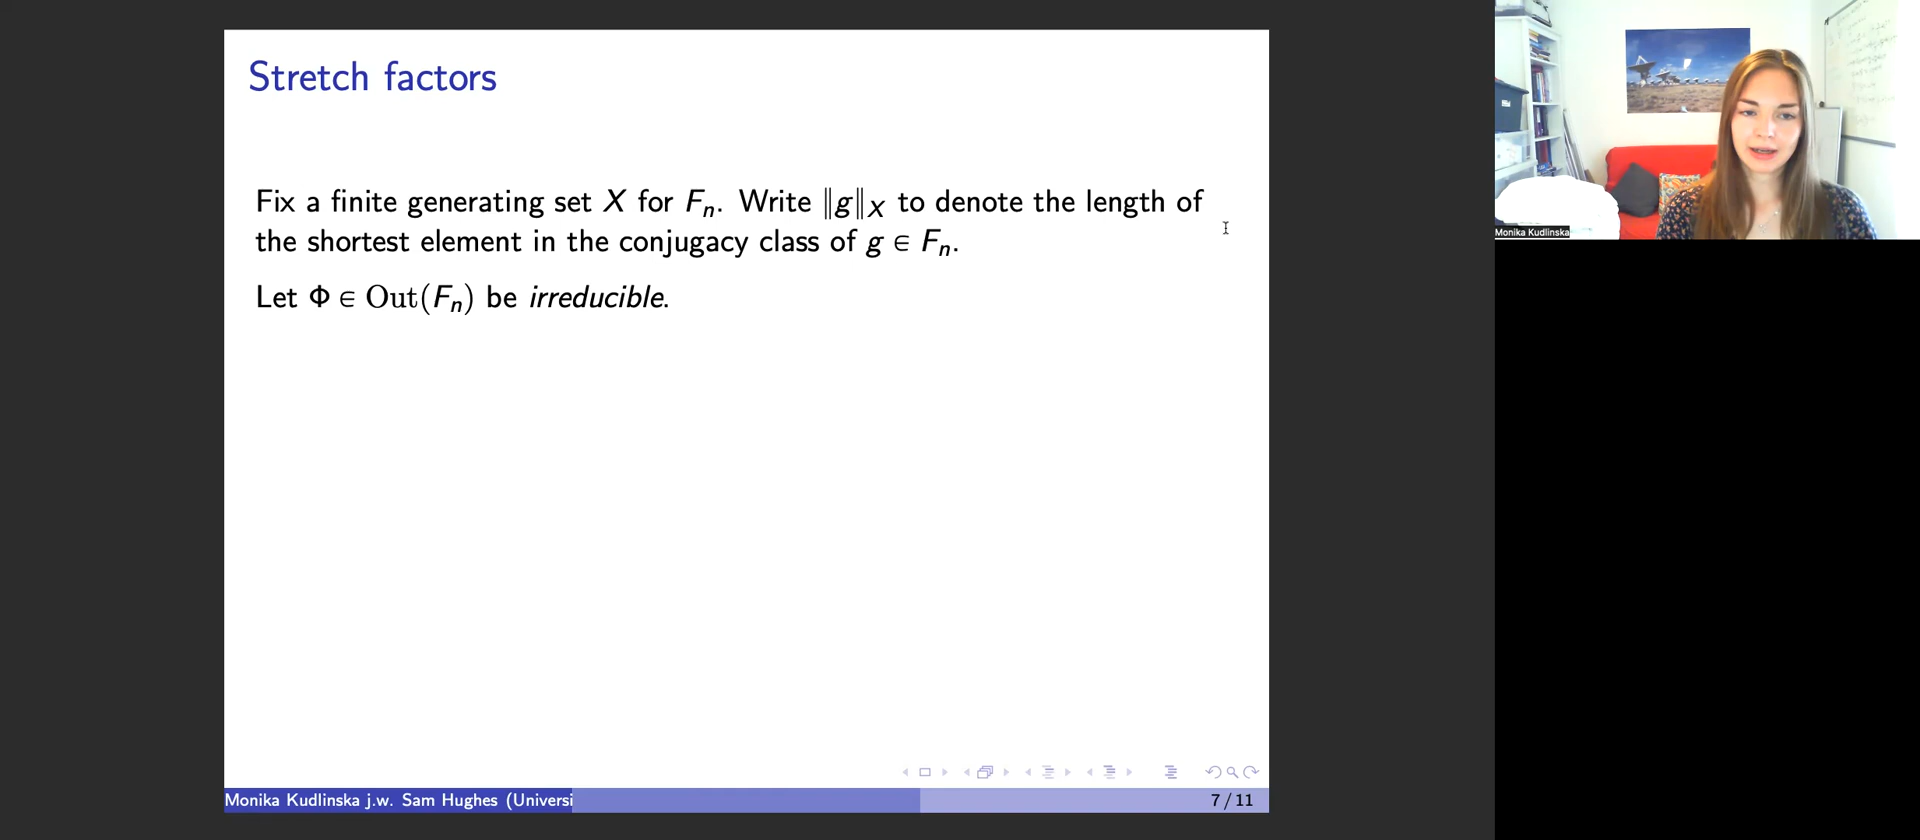 Stretch factors
Fix a finite generating set X for Fₙ. Write ‖g‖_X to denote the length of
the shortest element in the conjugacy class of g ∈ Fₙ.
Let Φ ∈ Out(Fₙ) be irreducible.
Monika Kudlinska j.w. Sam Hughes (Universi
7 / 11
Monika Kudlinska